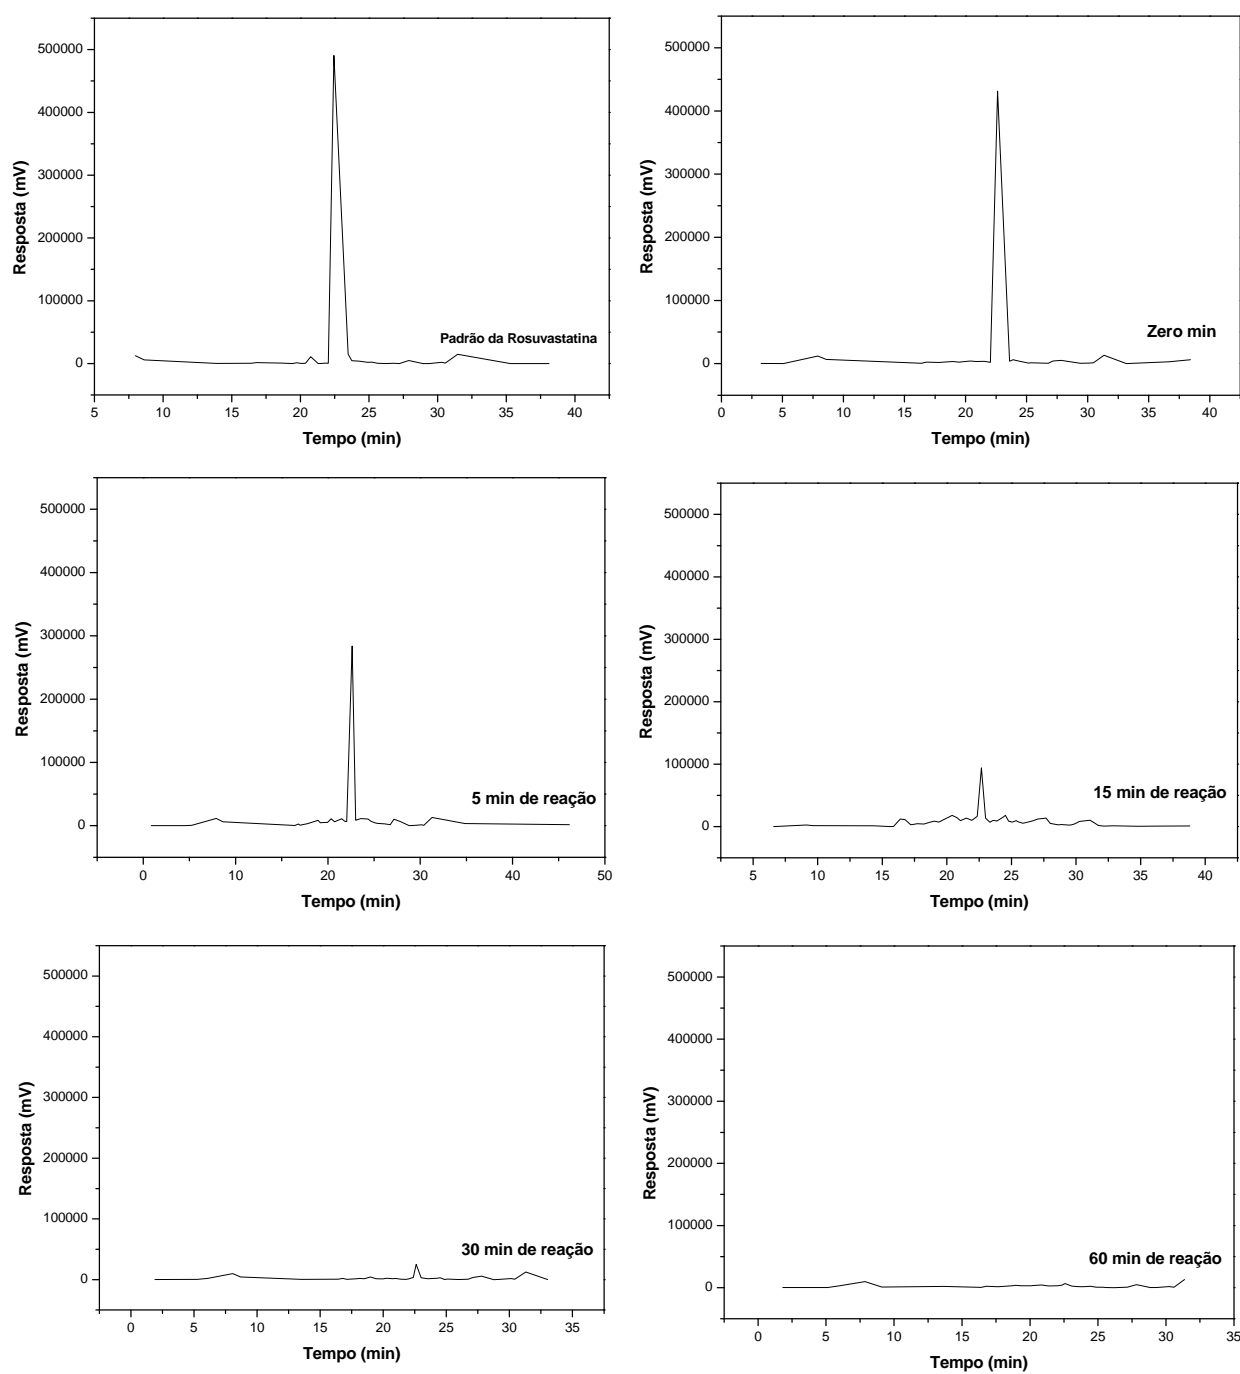 500000
400000
300000
200000
100000
0
Resposta (mV)
Padrão da Rosuvastatina
5 10 15 20 25 30 35 40
Tempo (min)
500000
400000
300000
200000
100000
0
Resposta (mV)
Zero min
0 5 10 15 20 25 30 35 40
Tempo (min)
500000
400000
300000
200000
100000
0
Resposta (mV)
5 min de reação
0 10 20 30 40 50
Tempo (min)
500000
400000
300000
200000
100000
0
Resposta (mV)
15 min de reação
5 10 15 20 25 30 35 40
Tempo (min)
500000
400000
300000
200000
100000
0
Resposta (mV)
30 min de reação
0 5 10 15 20 25 30 35
Tempo (min)
500000
400000
300000
200000
100000
0
Resposta (mV)
60 min de reação
0 5 10 15 20 25 30 35
Tempo (min)